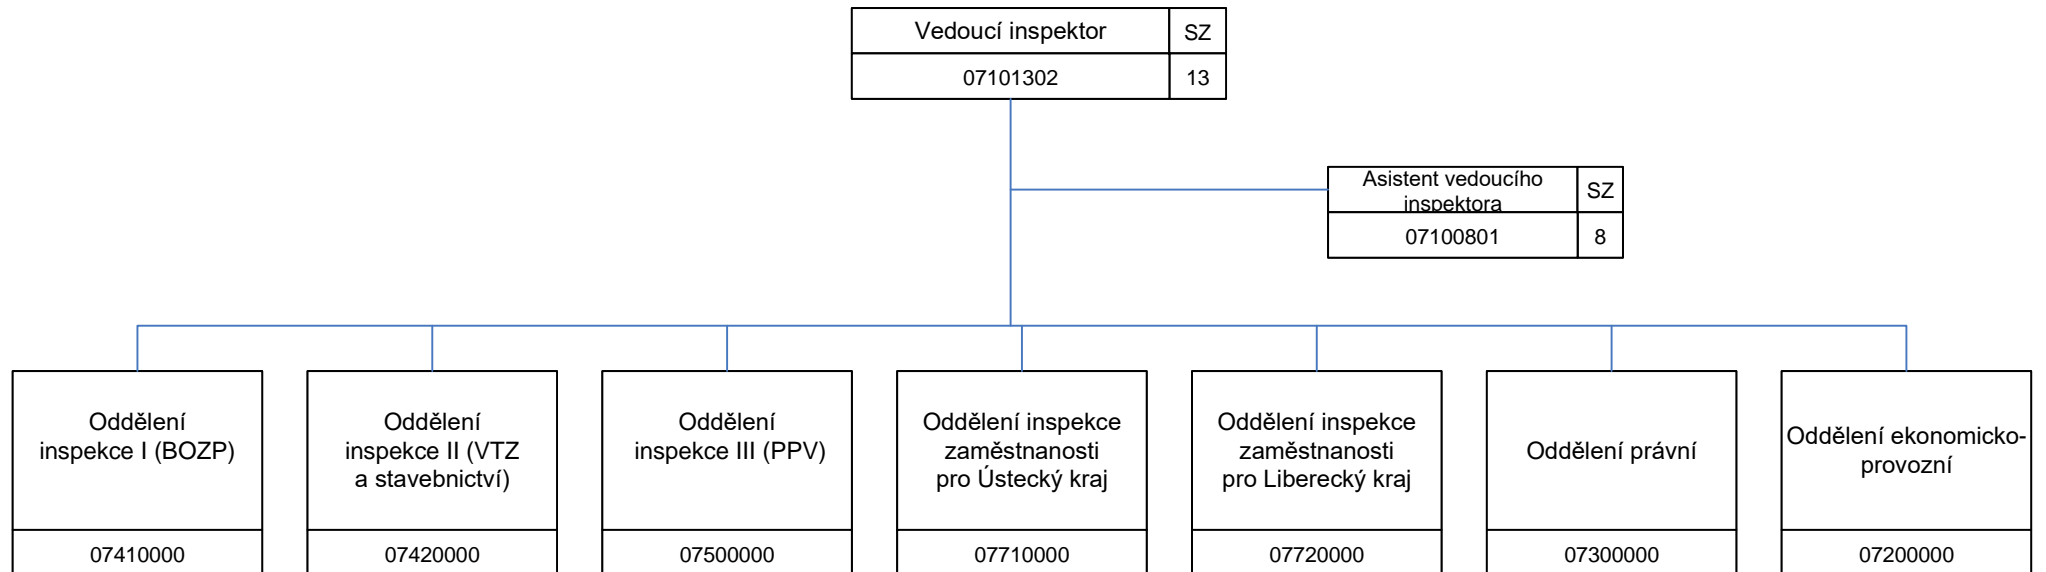 Vedoucí inspektor
SZ
07101302
13
Asistent vedoucího
inspektora
SZ
07100801
8
Oddělení
inspekce I (BOZP)
07410000
Oddělení
inspekce II (VTZ
a stavebnictví)
07420000
Oddělení
inspekce III (PPV)
07500000
Oddělení inspekce
zaměstnanosti
pro Ústecký kraj
07710000
Oddělení inspekce
zaměstnanosti
pro Liberecký kraj
07720000
Oddělení právní
07300000
Oddělení ekonomicko-
provozní
07200000